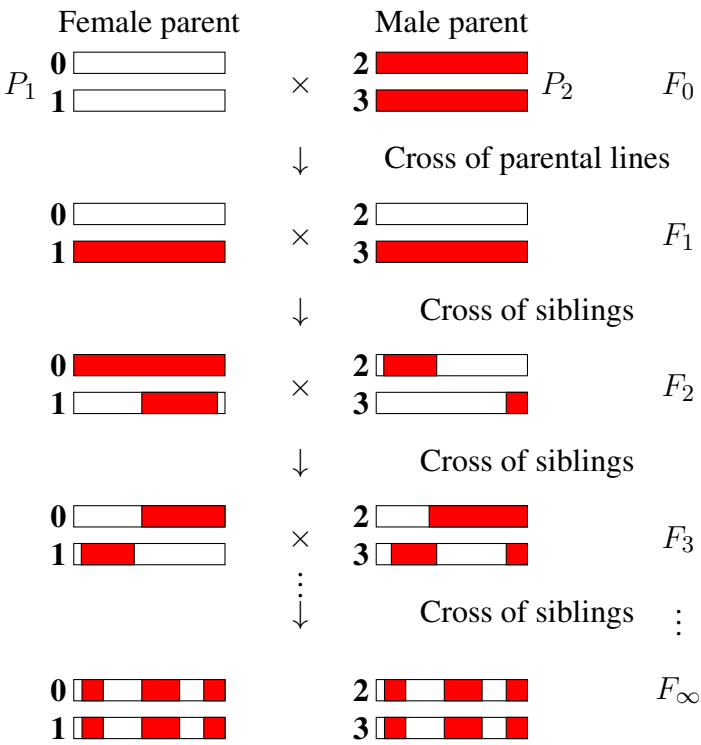 Female parent Male parent
0 2
P₁ × P₂ F₀
1 3
↓ Cross of parental lines
0 2
× F₁
1 3
↓ Cross of siblings
0 2
× F₂
1 3
↓ Cross of siblings
0 2
× F₃
1 3
⋮
↓ Cross of siblings ⋮
0 2
F∞
1 3